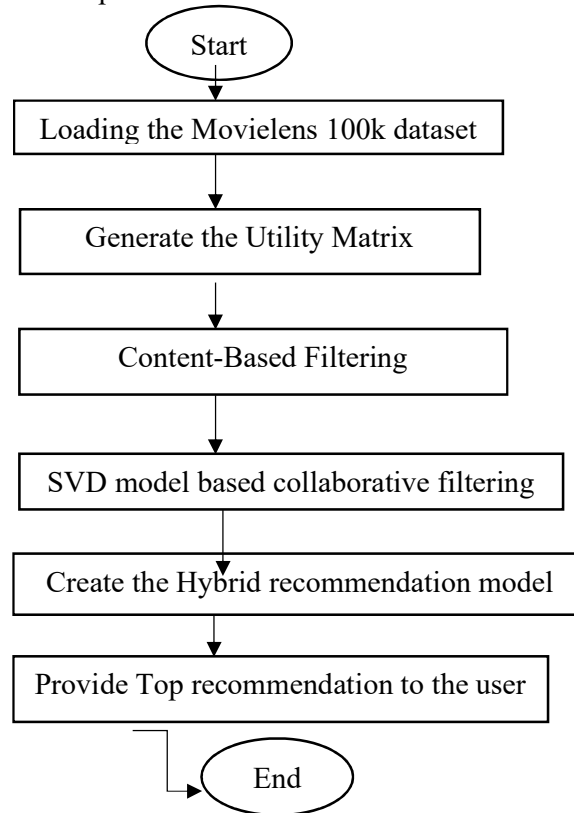 Start
Loading the Movielens 100k dataset
Generate the Utility Matrix
Content-Based Filtering
SVD model based collaborative filtering
Create the Hybrid recommendation model
Provide Top recommendation to the user
End